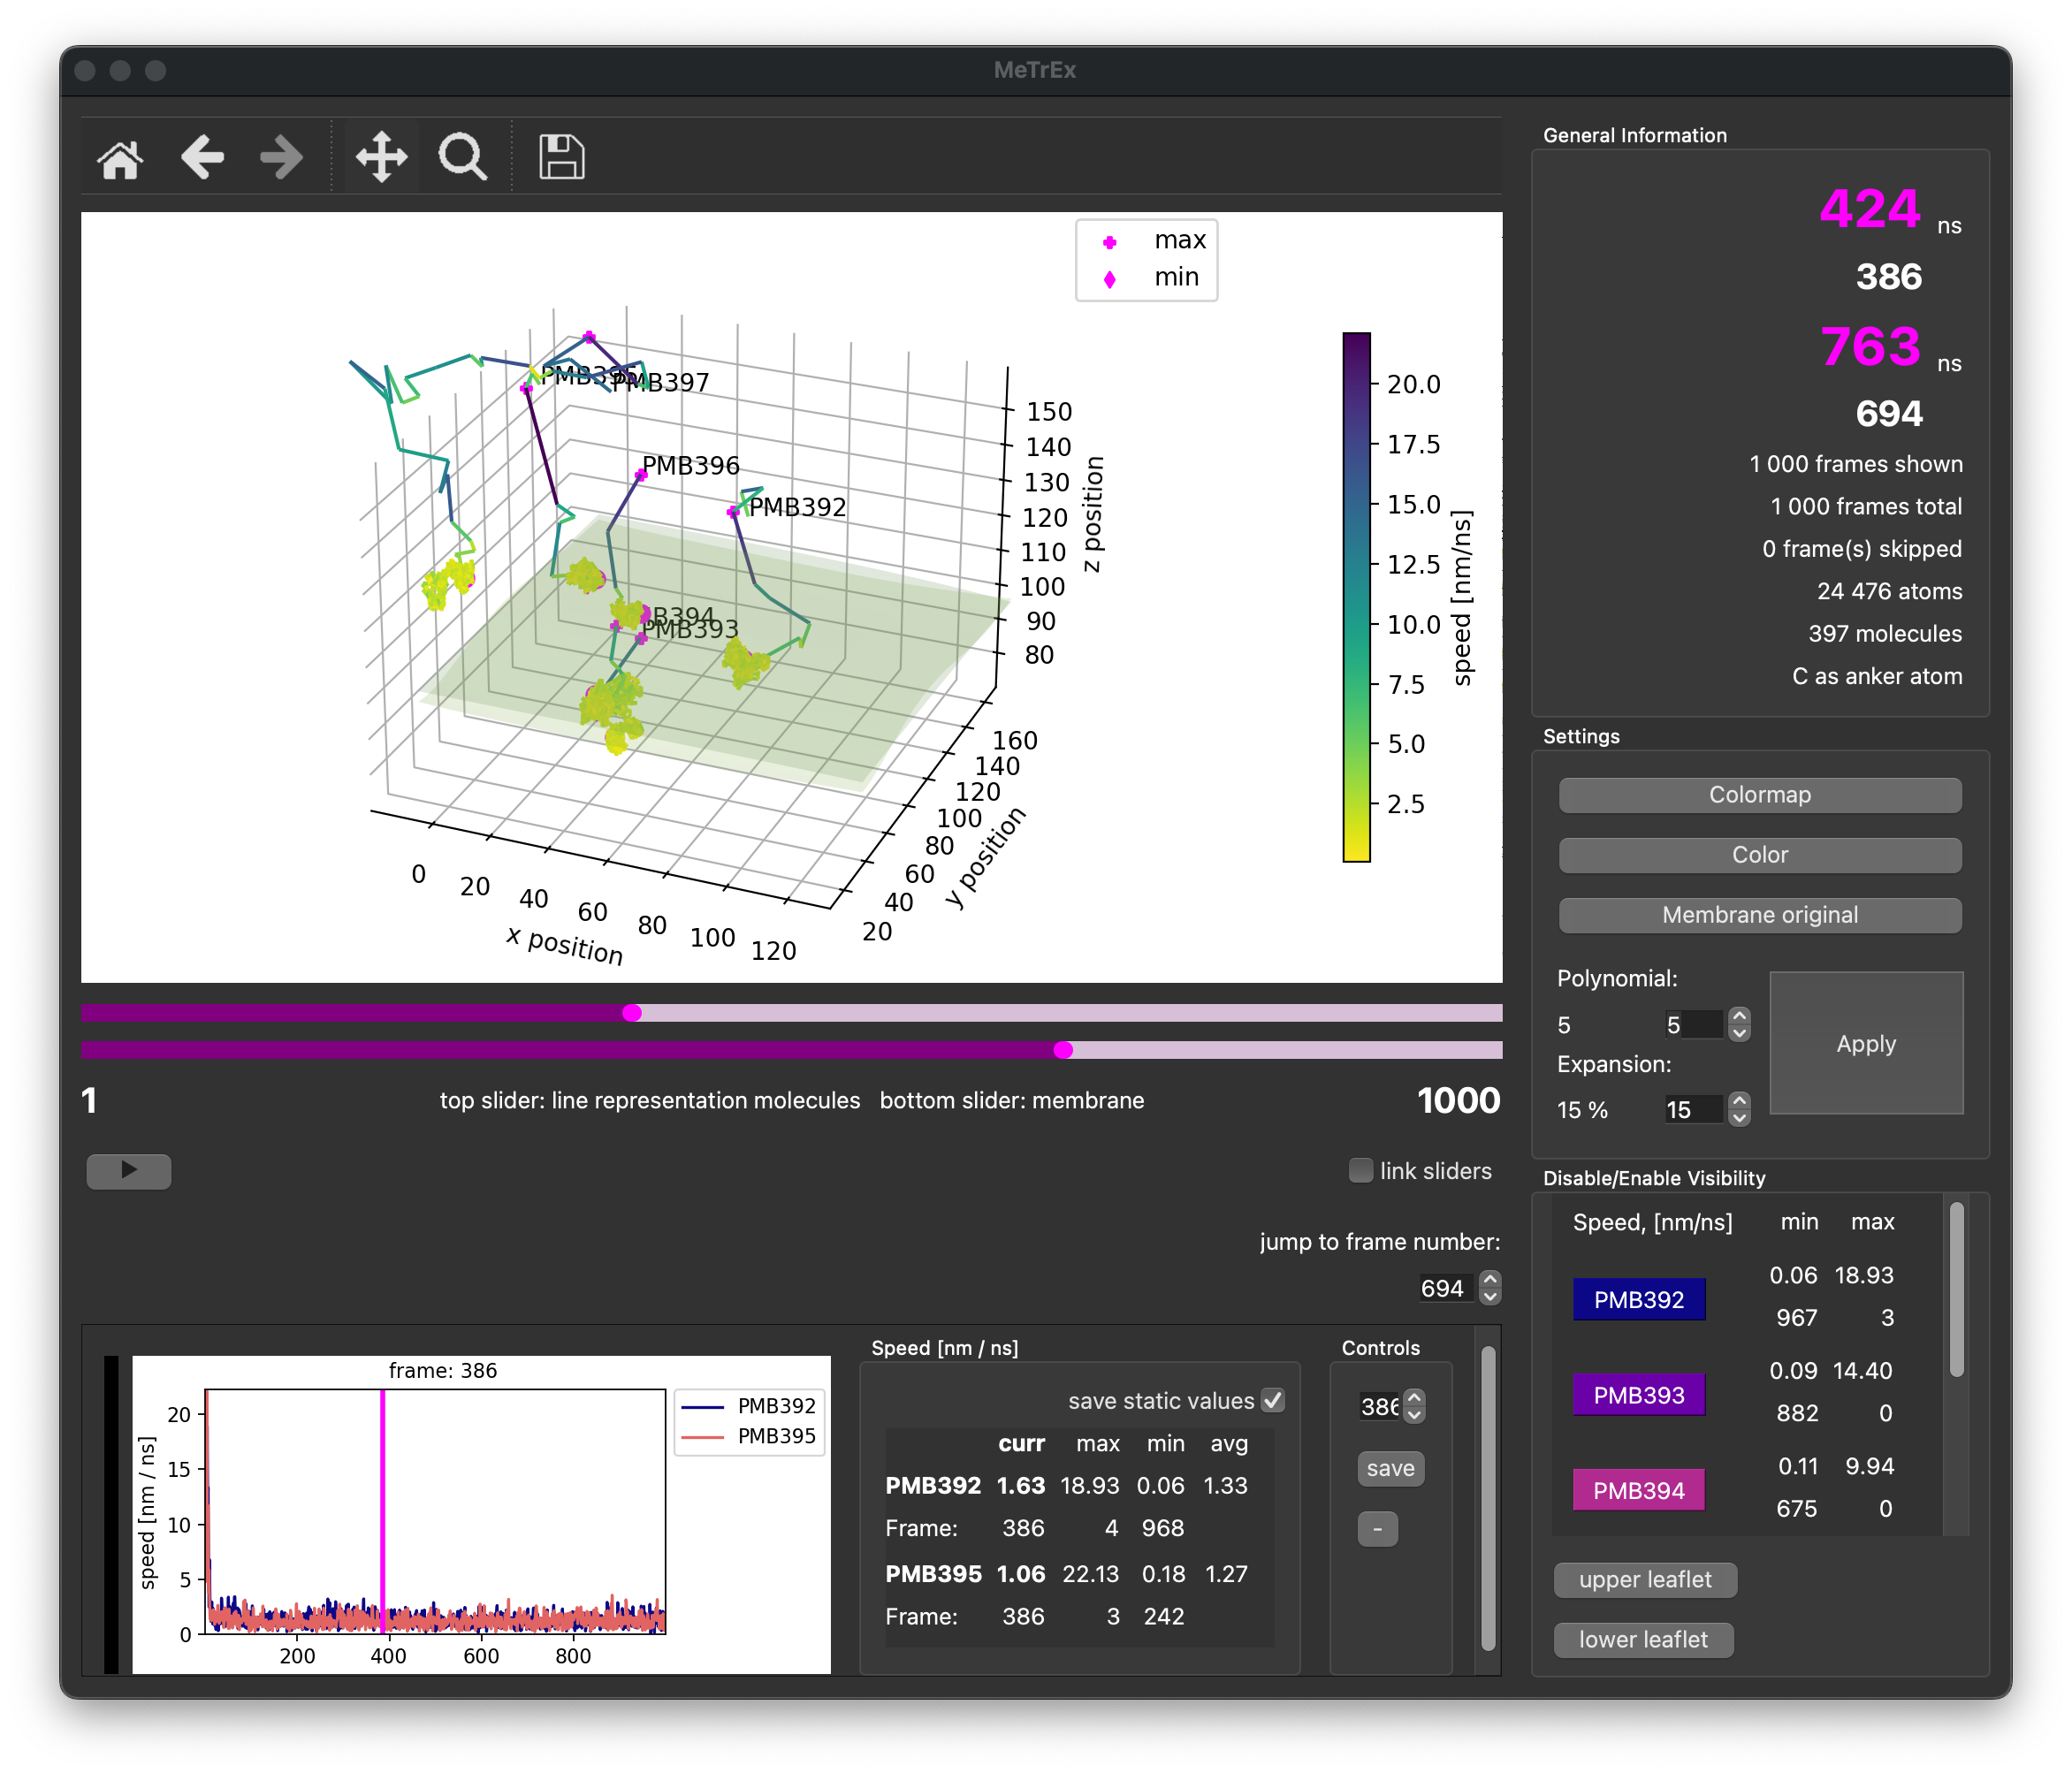 MeTrEx
max
min
PMB397
PMB396
PMB392
PMB393
150
140
130
120
110
100
90
80
z position
160
140
120
100
80
60
40
20
y position
0
20
40
60
80
100
120
x position
20.0
17.5
15.0
12.5
10.0
7.5
5.0
2.5
speed [nm/ns]
1
top slider: line representation molecules bottom slider: membrane
1000
link sliders
jump to frame number:
694
frame: 386
20
15
10
5
0
speed [nm / ns]
200
400
600
800
PMB392
PMB395
Speed [nm / ns]
save static values
curr max min avg
PMB392 1.63 18.93 0.06 1.33
Frame: 386 4 968
PMB395 1.06 22.13 0.18 1.27
Frame: 386 3 242
Controls
386
save
-
General Information
424 ns
386
763 ns
694
1 000 frames shown
1 000 frames total
0 frame(s) skipped
24 476 atoms
397 molecules
C as anker atom
Settings
Colormap
Color
Membrane original
Polynomial:
5 5
Expansion:
15 % 15
Apply
Disable/Enable Visibility
Speed, [nm/ns] min max
PMB392
0.06 18.93
967 3
PMB393
0.09 14.40
882 0
PMB394
0.11 9.94
675 0
upper leaflet
lower leaflet